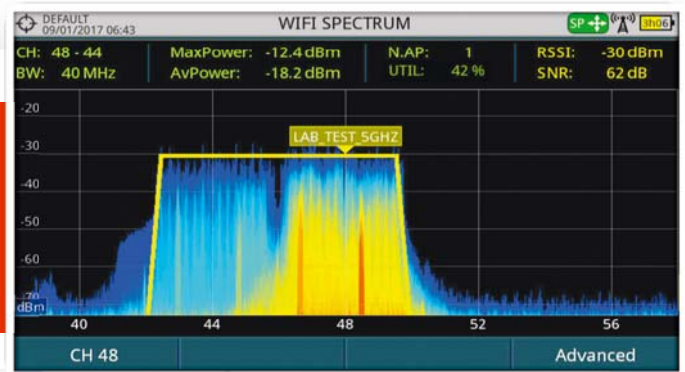 DEFAULT
09/01/2017 06:43
WIFI SPECTRUM
SP
3h06
CH: 48 - 44
MaxPower: -12.4 dBm
N.AP: 1
RSSI: -30 dBm
BW: 40 MHz
AvPower: -18.2 dBm
UTIL: 42 %
SNR: 62 dB
-20
LAB_TEST_5GHZ
-30
-40
-50
-60
-70
dBm
40 44 48 52 56
CH 48
Advanced